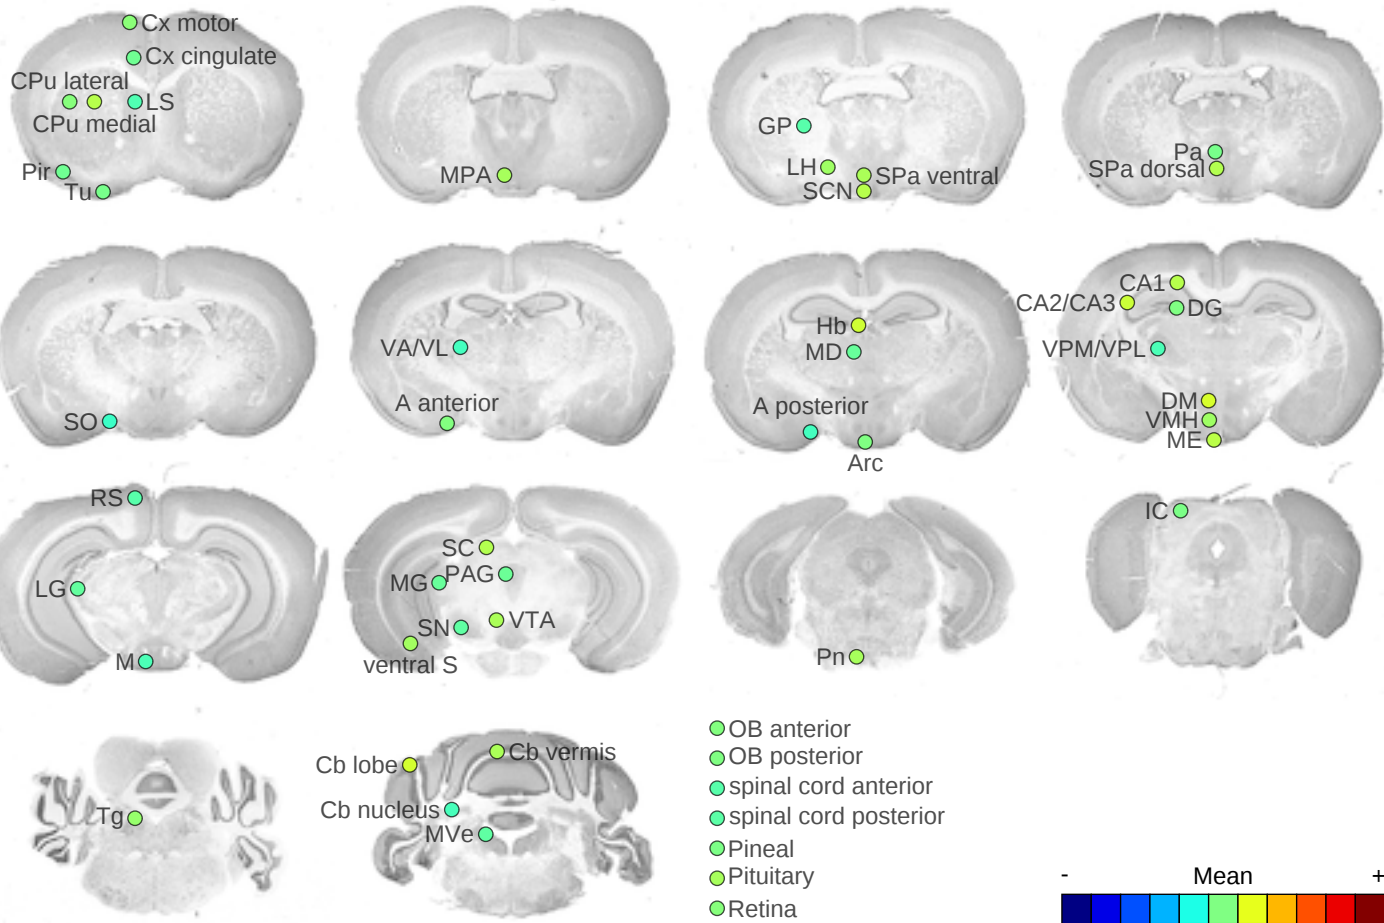 Cx motor
Cx cingulate
CPu lateral
LS
CPu medial
Pir
Tu
MPA
GP
LH
SPa ventral
SCN
Pa
SPa dorsal
SO
VA/VL
A anterior
Hb
MD
A posterior
Arc
CA1
CA2/CA3
DG
VPM/VPL
DM
VMH
ME
RS
LG
M
SC
MG
PAG
SN
VTA
ventral S
Pn
IC
Tg
Cb lobe
Cb vermis
Cb nucleus
MVe
OB anterior
OB posterior
spinal cord anterior
spinal cord posterior
Pineal
Pituitary
Retina
- Mean +